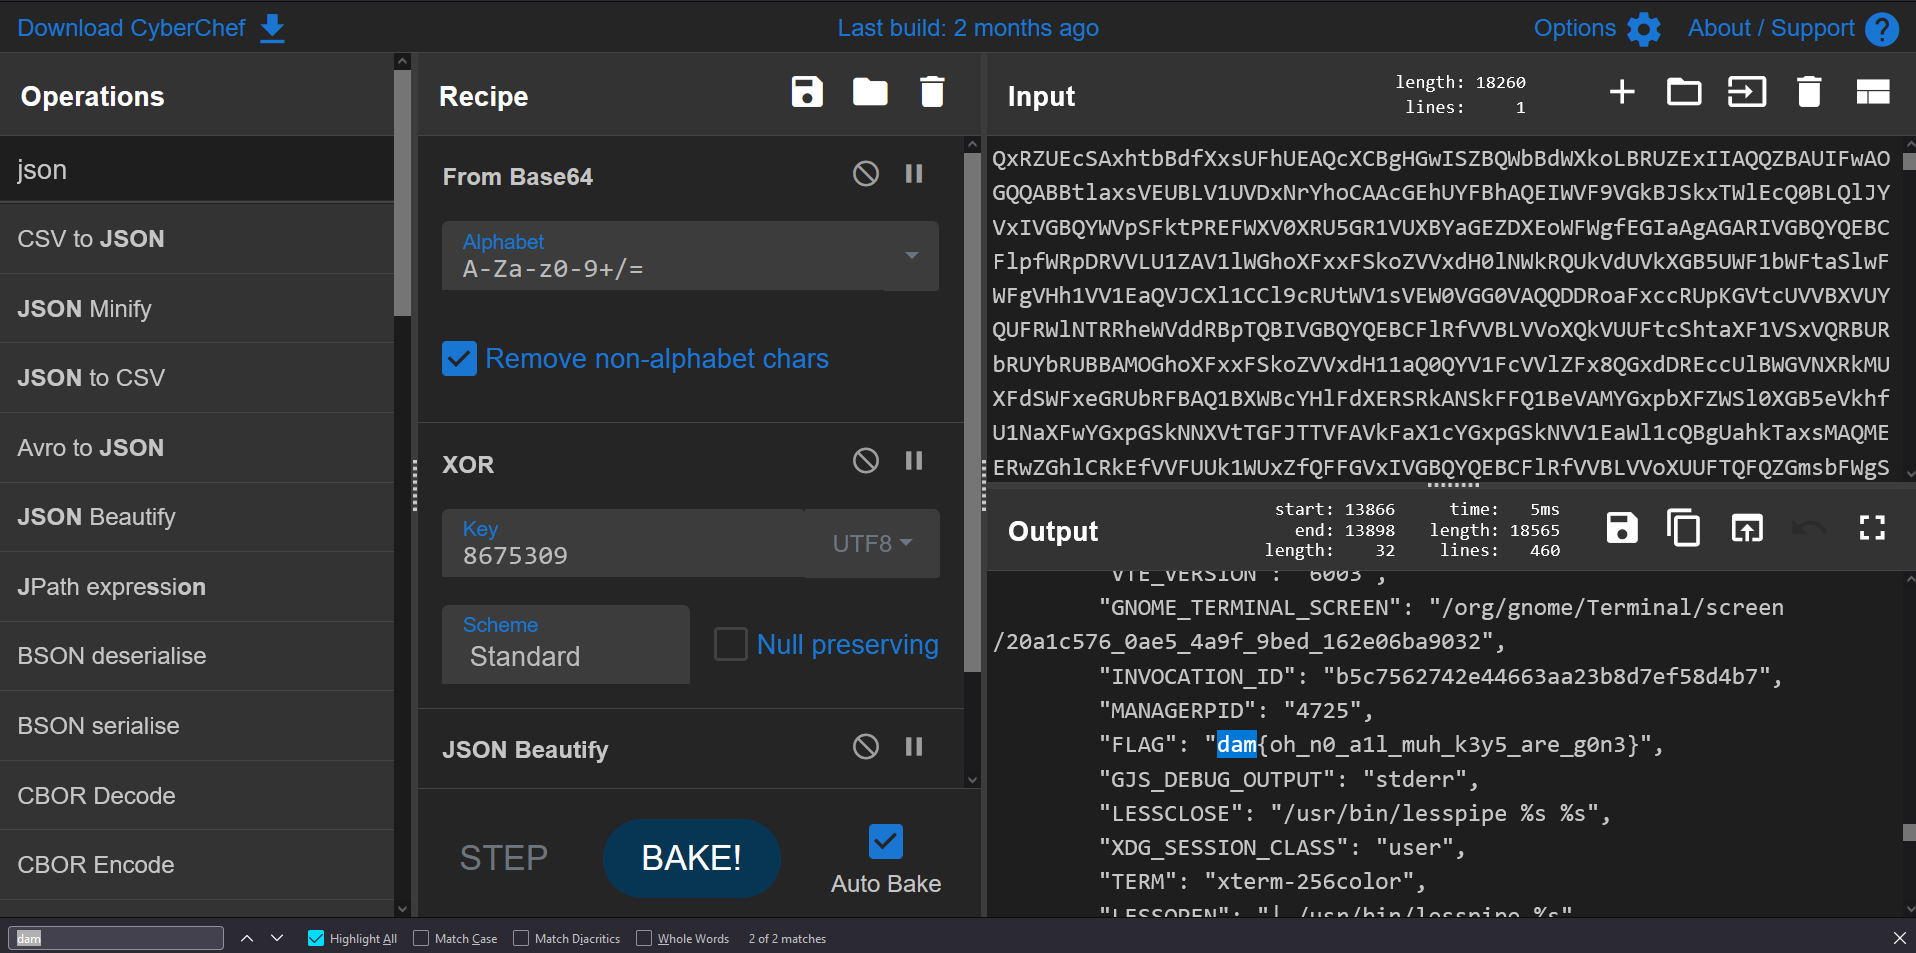 Download CyberChef
Last build: 2 months ago
Options
About / Support
Operations
json
CSV to JSON
JSON Minify
JSON to CSV
Avro to JSON
JSON Beautify
JPath expression
BSON deserialise
BSON serialise
CBOR Decode
CBOR Encode
Recipe
From Base64
Alphabet
A-Za-z0-9+/=
Remove non-alphabet chars
XOR
Key
8675309
UTF8
Scheme
Standard
Null preserving
JSON Beautify
STEP
BAKE!
Auto Bake
Input
length: 18260
lines: 1
QxRZUEcSAxhtbBdfXxsUFhUEAQcXCBgHGwISZBQWbBdWXkoLBRUZExIIAQQZBAUIFwAO
GQQABBtlaxsVEUBLV1UVDxNrYhoCAAcGEhUYFBhAQEIWVF9VGkBJSkxTWlEcQ0BLQlJY
VxIVGBQYWVpSFktPREFWXV0XRU5GR1VUXBYaGEZDXEoWFWgfEGIaAgAGARIVGBQYQEBC
FlpfWRpDRVVLU1ZAV1lWGhoXFxxFSkoZVVxdH0lNWkRQUkVdUVkXGB5UWF1bWFtaSlwF
WFgVHh1VV1EaQVJCXl1CCl9cRUtWV1sVEW0VGG0VAQQDDRoaFxccRUpKGVtcUVVBXVUY
QUFRWlNTRRheWVddRBpTQBIVGBQYQEBCFlRfVVBLVVoXQkVUUFtcShtaXF1VSxVQRBUR
bRUYbRUBBAMOGhoXFxxFSkoZVVxdH11aQ0QYV1FcVVlZFx8QGxdDREccUlBWGVNXRkMU
XFdSWFxeGRUbRFBAQ1BXWBcYHlFdXERSRkANSkFFQ1BeVAMYGxpbXFZWSl0XGB5eVkhf
U1NaXFwYGxpGSkNNXVtTGFJTTVFAVkFaX1cYGxpGSkNVV1EaWl1cQBgUahkTaxsMAQME
ERwZGhlCRkEfVVFUUk1WUxZfQFFGVxIVGBQYQEBCFlRfVVBLVVoXUUFTQFQZGmsbFWgS
Output
start: 13866
end: 13898
length: 32
time: 5ms
length: 18565
lines: 460
"VTE_VERSION": "6003",
"GNOME_TERMINAL_SCREEN": "/org/gnome/Terminal/screen
/20a1c576_0ae5_4a9f_9bed_162e06ba9032",
"INVOCATION_ID": "b5c7562742e44663aa23b8d7ef58d4b7",
"MANAGERPID": "4725",
"FLAG": "dam{oh_n0_a1l_muh_k3y5_are_g0n3}",
"GJS_DEBUG_OUTPUT": "stderr",
"LESSCLOSE": "/usr/bin/lesspipe %s %s",
"XDG_SESSION_CLASS": "user",
"TERM": "xterm-256color",
"LESSOPEN": "| /usr/bin/lesspipe %s"
dam
Highlight All
Match Case
Match Diacritics
Whole Words
2 of 2 matches